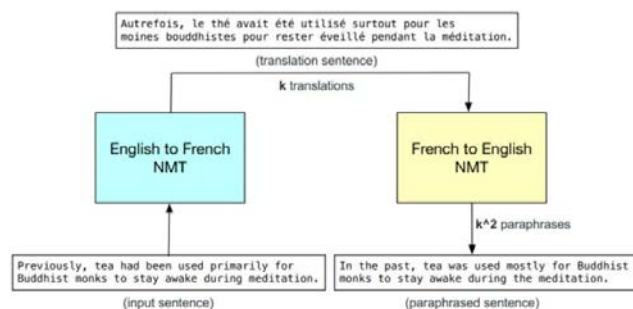 Autrefois, le thé avait été utilisé surtout pour les
moines bouddhistes pour rester éveillé pendant la méditation.
(translation sentence)
k translations
English to French
NMT
French to English
NMT
k^2 paraphrases
Previously, tea had been used primarily for
Buddhist monks to stay awake during meditation.
(input sentence)
In the past, tea was used mostly for Buddhist
monks to stay awake during the meditation.
(paraphrased sentence)